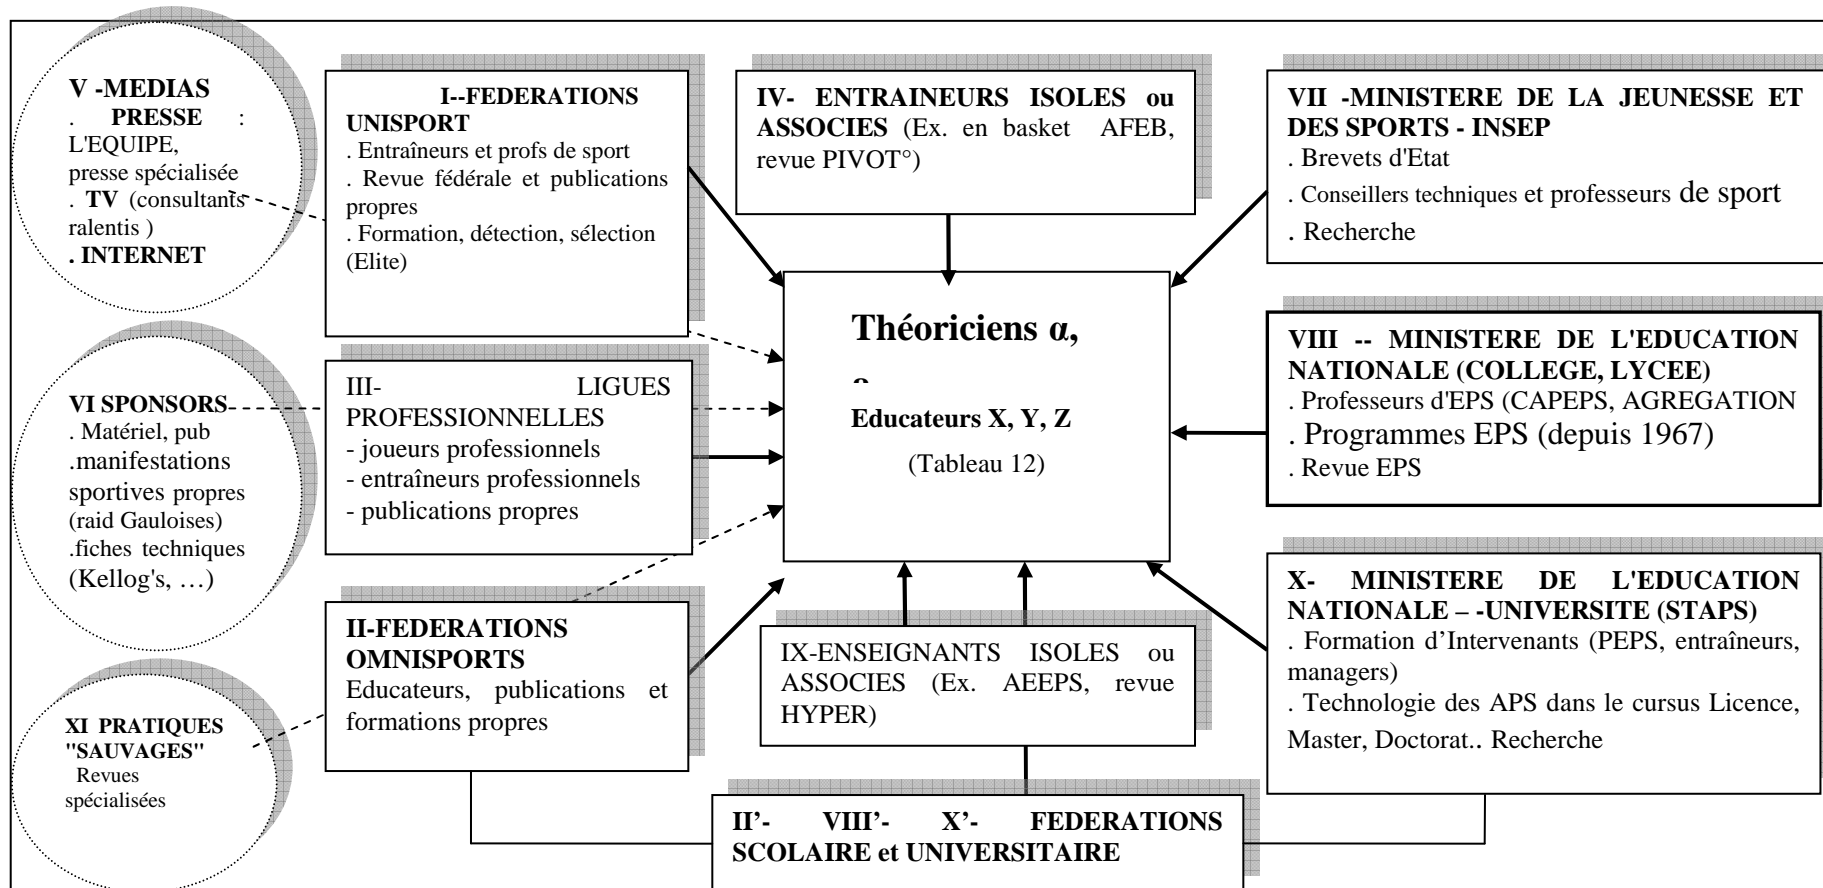 V -MEDIAS
. PRESSE :
L'EQUIPE,
presse spécialisée
. TV (consultants
ralentis )
. INTERNET
I--FEDERATIONS
UNISPORT
. Entraîneurs et profs de sport
. Revue fédérale et publications
propres
. Formation, détection, sélection
(Elite)
IV- ENTRAINEURS ISOLES ou
ASSOCIES (Ex. en basket AFEB,
revue PIVOT°)
VII -MINISTERE DE LA JEUNESSE ET
DES SPORTS - INSEP
. Brevets d'Etat
. Conseillers techniques et professeurs de sport
. Recherche
VI SPONSORS
. Matériel, pub
.manifestations
sportives propres
(raid Gauloises)
.fiches techniques
(Kellog's, …)
III- LIGUES
PROFESSIONNELLES
- joueurs professionnels
- entraîneurs professionnels
- publications propres
Théoriciens α,
Educateurs X, Y, Z
(Tableau 12)
VIII -- MINISTERE DE L'EDUCATION
NATIONALE (COLLEGE, LYCEE)
. Professeurs d'EPS (CAPEPS, AGREGATION
. Programmes EPS (depuis 1967)
. Revue EPS
XI PRATIQUES
"SAUVAGES"
Revues
spécialisées
II-FEDERATIONS
OMNISPORTS
Educateurs, publications et
formations propres
IX-ENSEIGNANTS ISOLES ou
ASSOCIES (Ex. AEEPS, revue
HYPER)
X- MINISTERE DE L'EDUCATION
NATIONALE – -UNIVERSITE (STAPS)
. Formation d’Intervenants (PEPS, entraîneurs,
managers)
. Technologie des APS dans le cursus Licence,
Master, Doctorat.. Recherche
II’- VIII’- X’- FEDERATIONS
SCOLAIRE et UNIVERSITAIRE